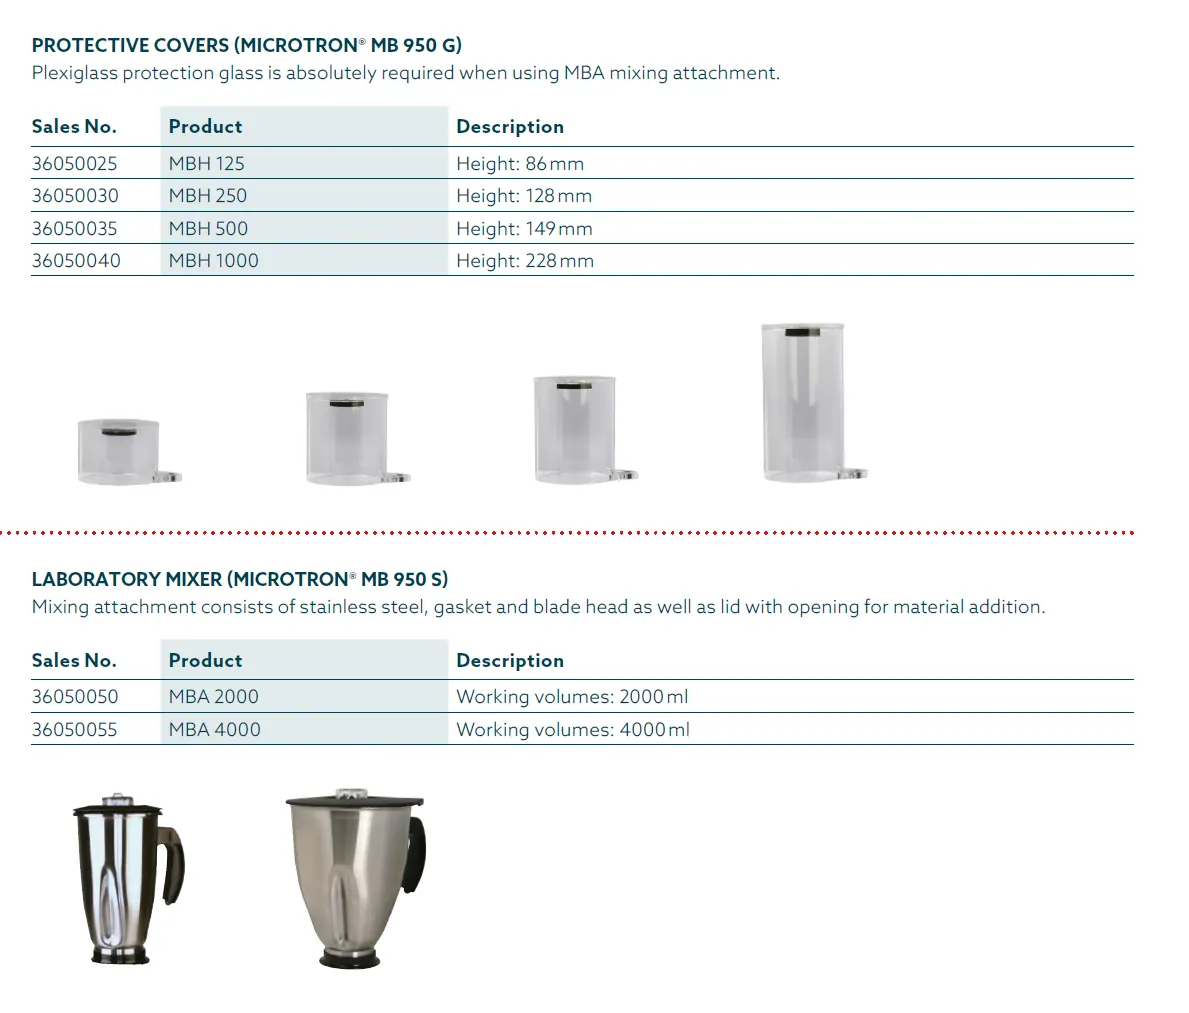 PROTECTIVE COVERS (MICROTRON® MB 950 G)
Plexiglass protection glass is absolutely required when using MBA mixing attachment.
Sales No. Product Description
36050025 MBH 125 Height: 86 mm
36050030 MBH 250 Height: 128 mm
36050035 MBH 500 Height: 149 mm
36050040 MBH 1000 Height: 228 mm
LABORATORY MIXER (MICROTRON® MB 950 S)
Mixing attachment consists of stainless steel, gasket and blade head as well as lid with opening for material addition.
Sales No. Product Description
36050050 MBA 2000 Working volumes: 2000 ml
36050055 MBA 4000 Working volumes: 4000 ml